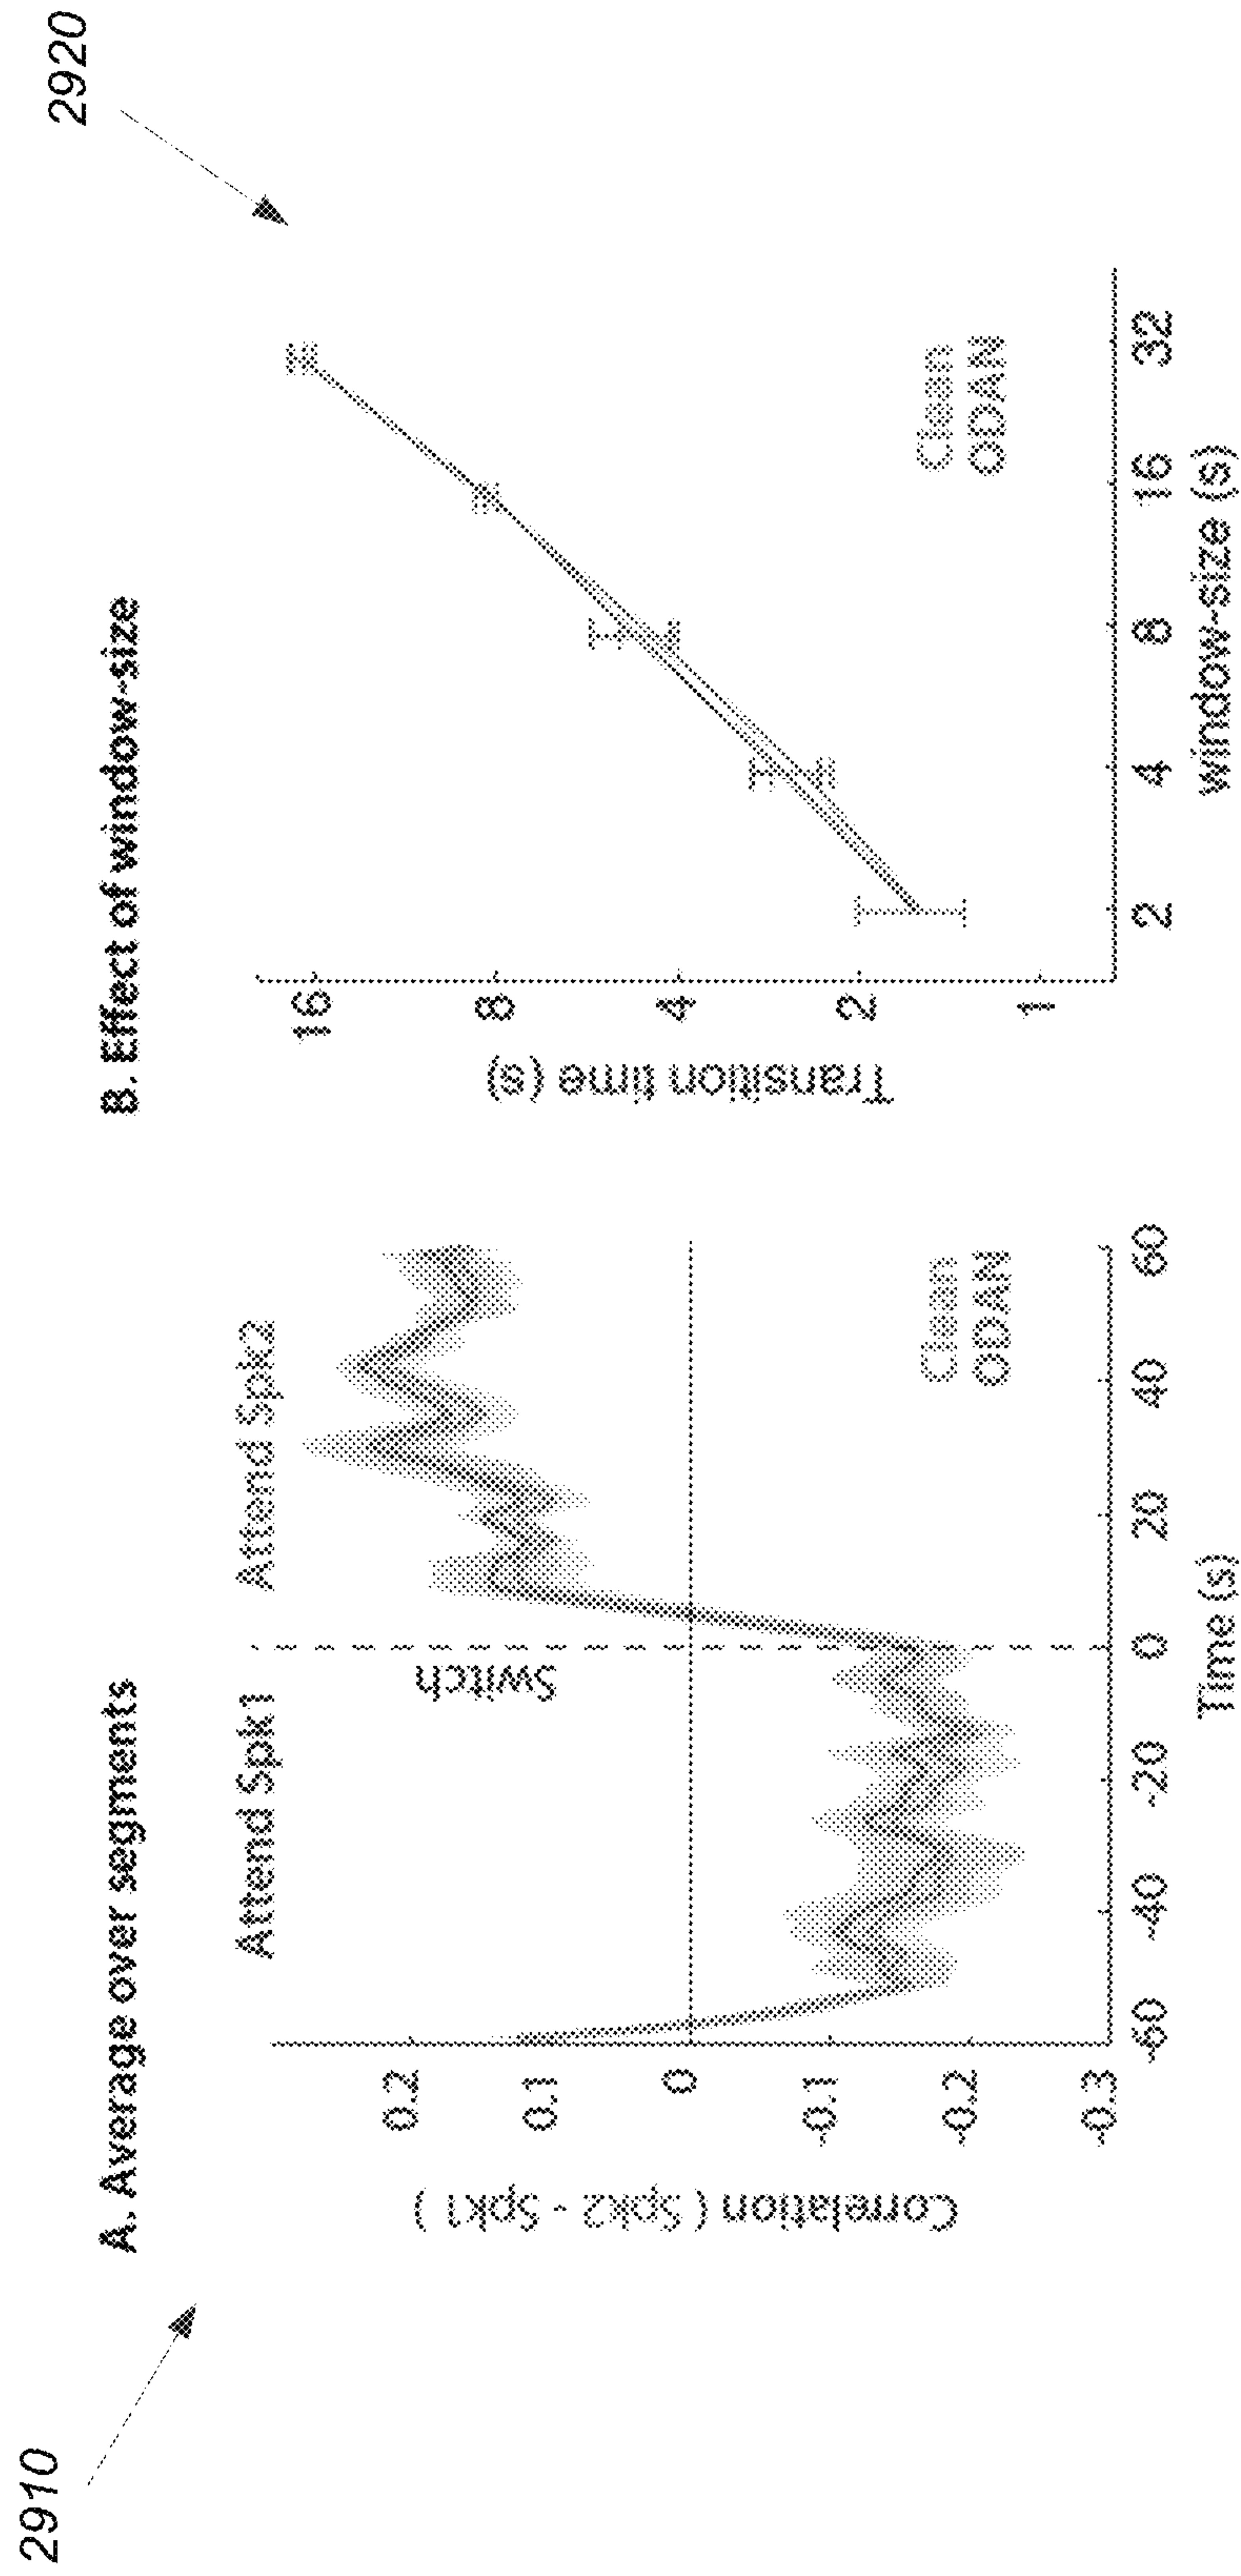 2910
A. Average over segments
Attend Spk1
Attend Spk2
Switch
Correlation ( Spk2 - Spk1 )
0.2
0.1
0
-0.1
-0.2
-0.3
Clean
ODAN
-60 -40 -20 0 20 40 60
Time (s)
2920
B. Effect of window-size
Transition time (s)
16
8
4
2
1
Clean
ODAN
2 4 8 16 32
window-size (s)